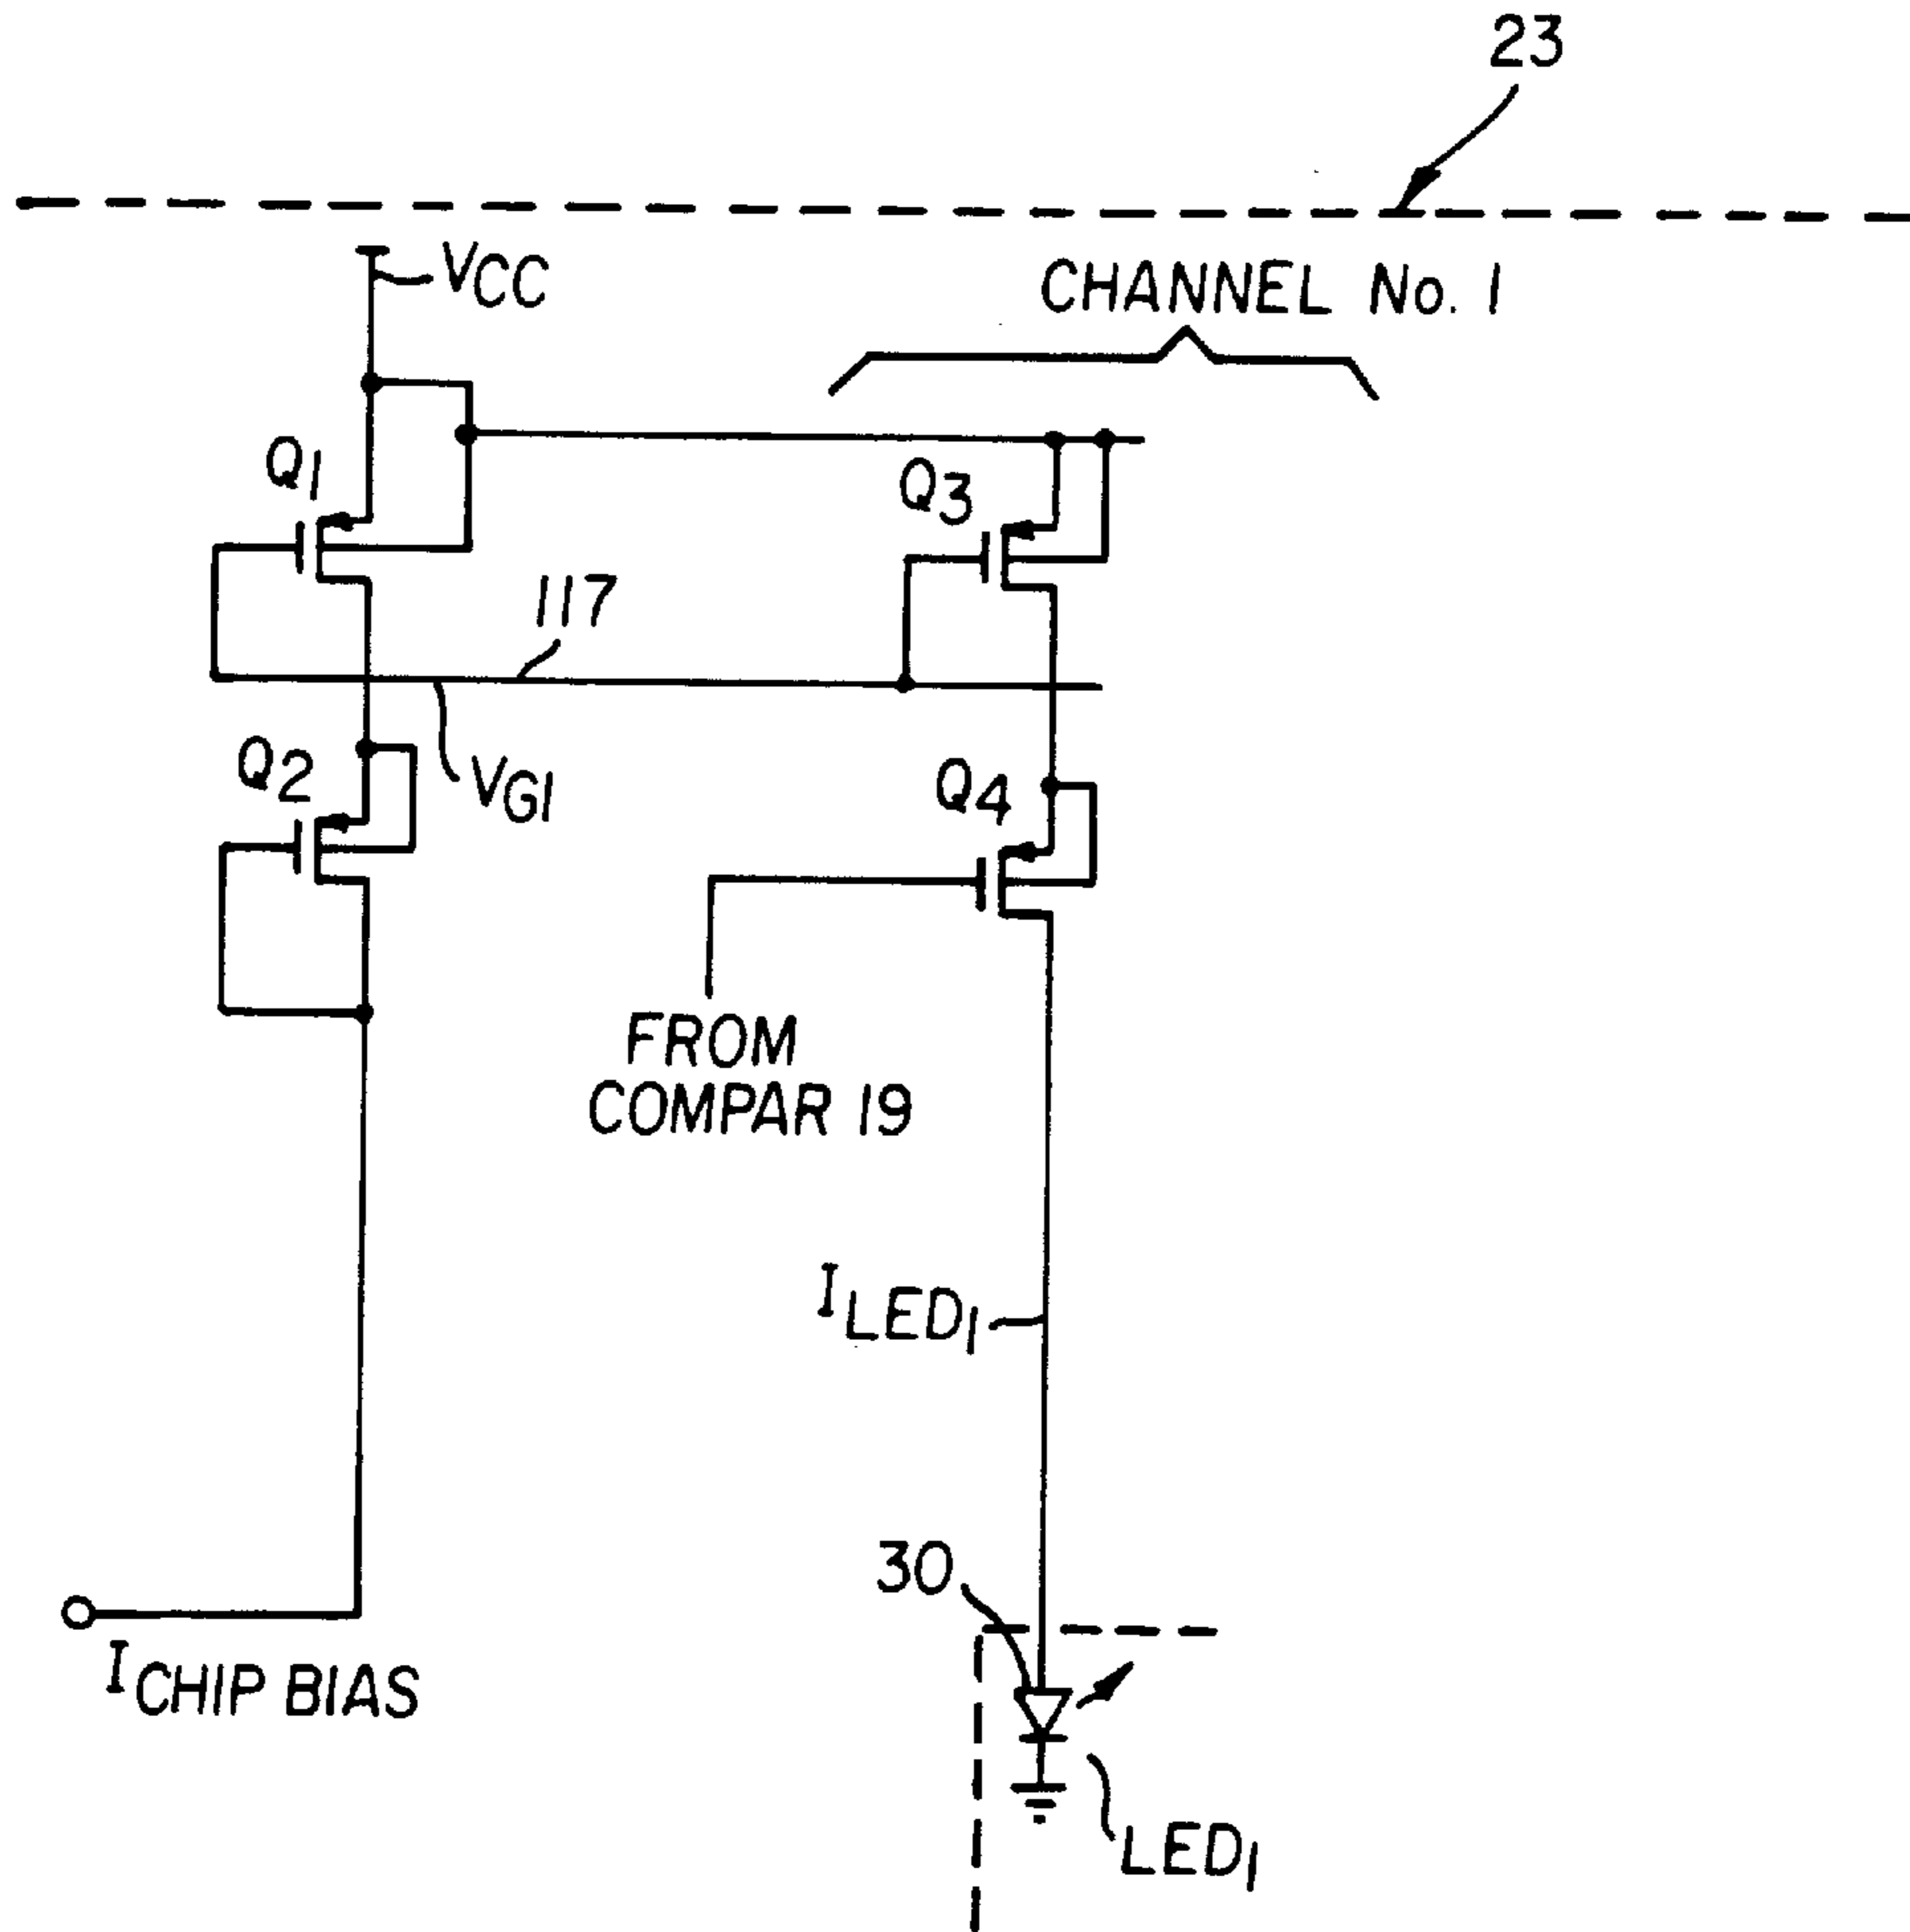 23
VCC
CHANNEL No. 1
Q1
Q3
117
Q2
VG1
Q4
FROM
COMPAR 19
ILED1
30
ICHIP BIAS
LED1